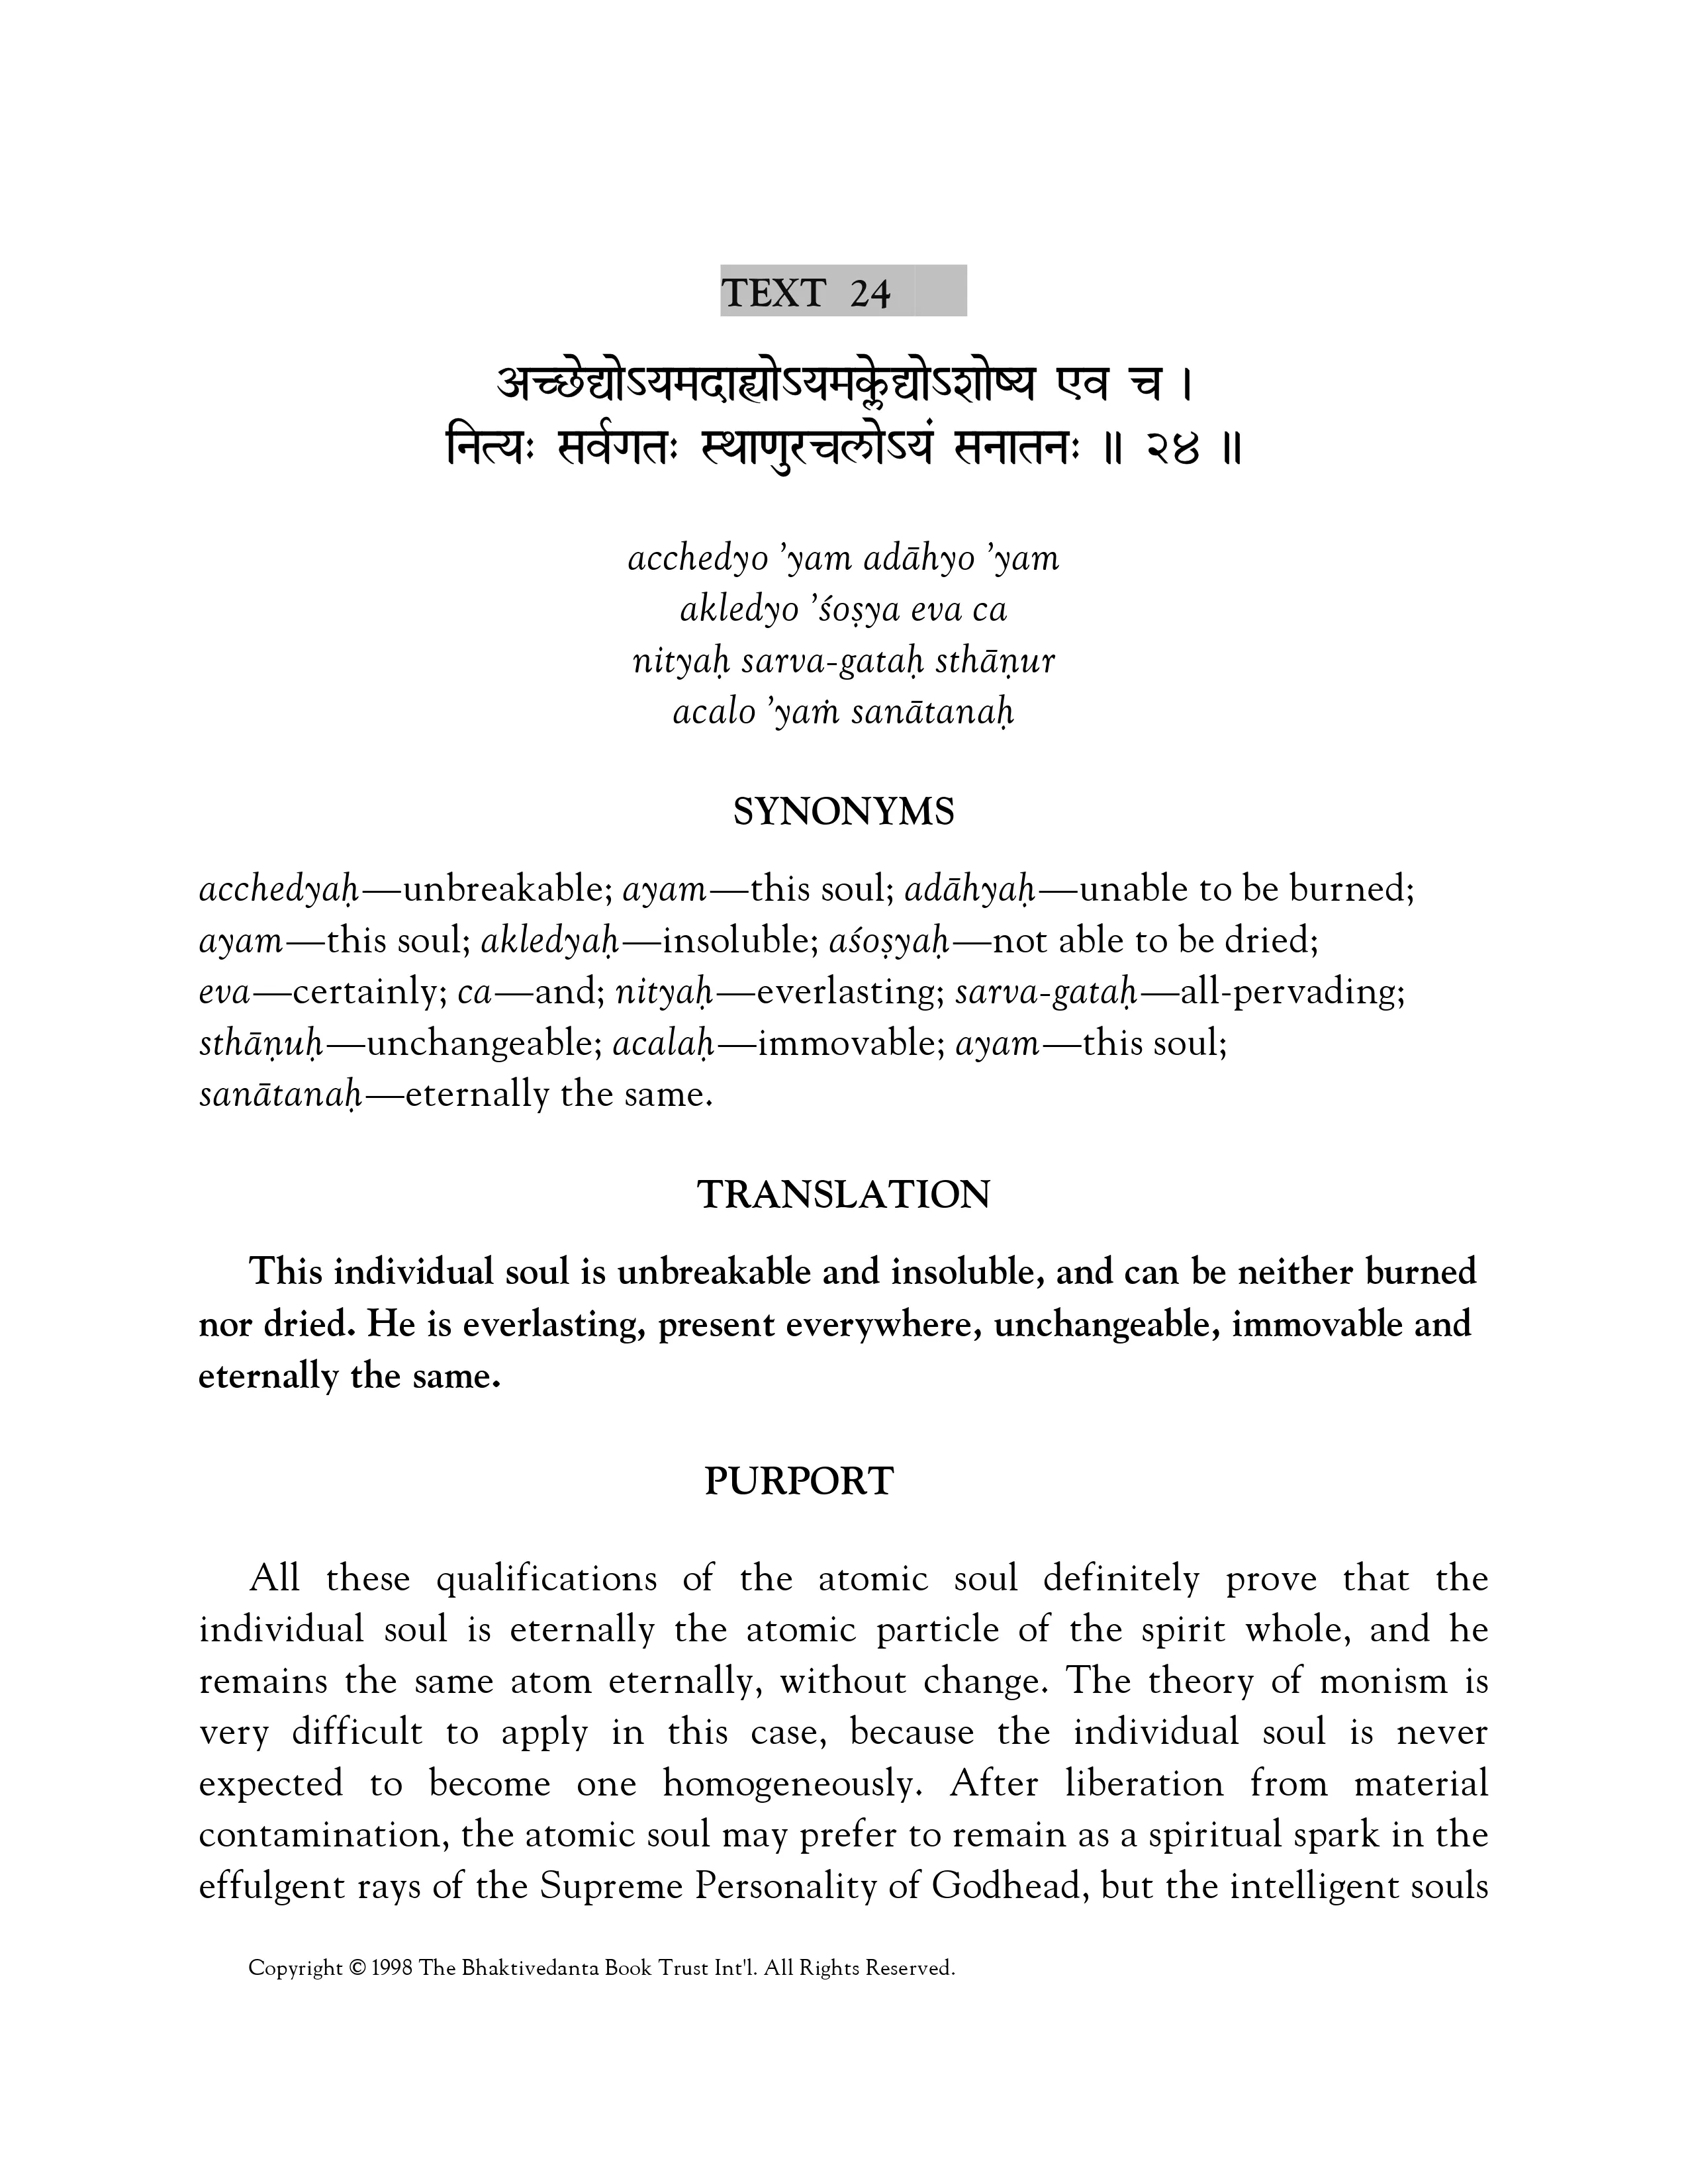 TEXT 24
अच्छेद्योऽयमदाह्योऽयमक्लेद्योऽशोष्य एव च ।
नित्यः सर्वगतः स्थाणुरचलोऽयं सनातनः ॥ २४ ॥
acchedyo ’yam adāhyo ’yam
akledyo ’śoṣya eva ca
nityaḥ sarva-gataḥ sthāṇur
acalo ’yaṁ sanātanaḥ
SYNONYMS
acchedyaḥ—unbreakable; ayam—this soul; adāhyaḥ—unable to be burned;
ayam—this soul; akledyaḥ—insoluble; aśoṣyaḥ—not able to be dried;
eva—certainly; ca—and; nityaḥ—everlasting; sarva-gataḥ—all-pervading;
sthāṇuḥ—unchangeable; acalaḥ—immovable; ayam—this soul;
sanātanaḥ—eternally the same.
TRANSLATION
This individual soul is unbreakable and insoluble, and can be neither burned
nor dried. He is everlasting, present everywhere, unchangeable, immovable and
eternally the same.
PURPORT
All these qualifications of the atomic soul definitely prove that the
individual soul is eternally the atomic particle of the spirit whole, and he
remains the same atom eternally, without change. The theory of monism is
very difficult to apply in this case, because the individual soul is never
expected to become one homogeneously. After liberation from material
contamination, the atomic soul may prefer to remain as a spiritual spark in the
effulgent rays of the Supreme Personality of Godhead, but the intelligent souls
Copyright © 1998 The Bhaktivedanta Book Trust Int'l. All Rights Reserved.